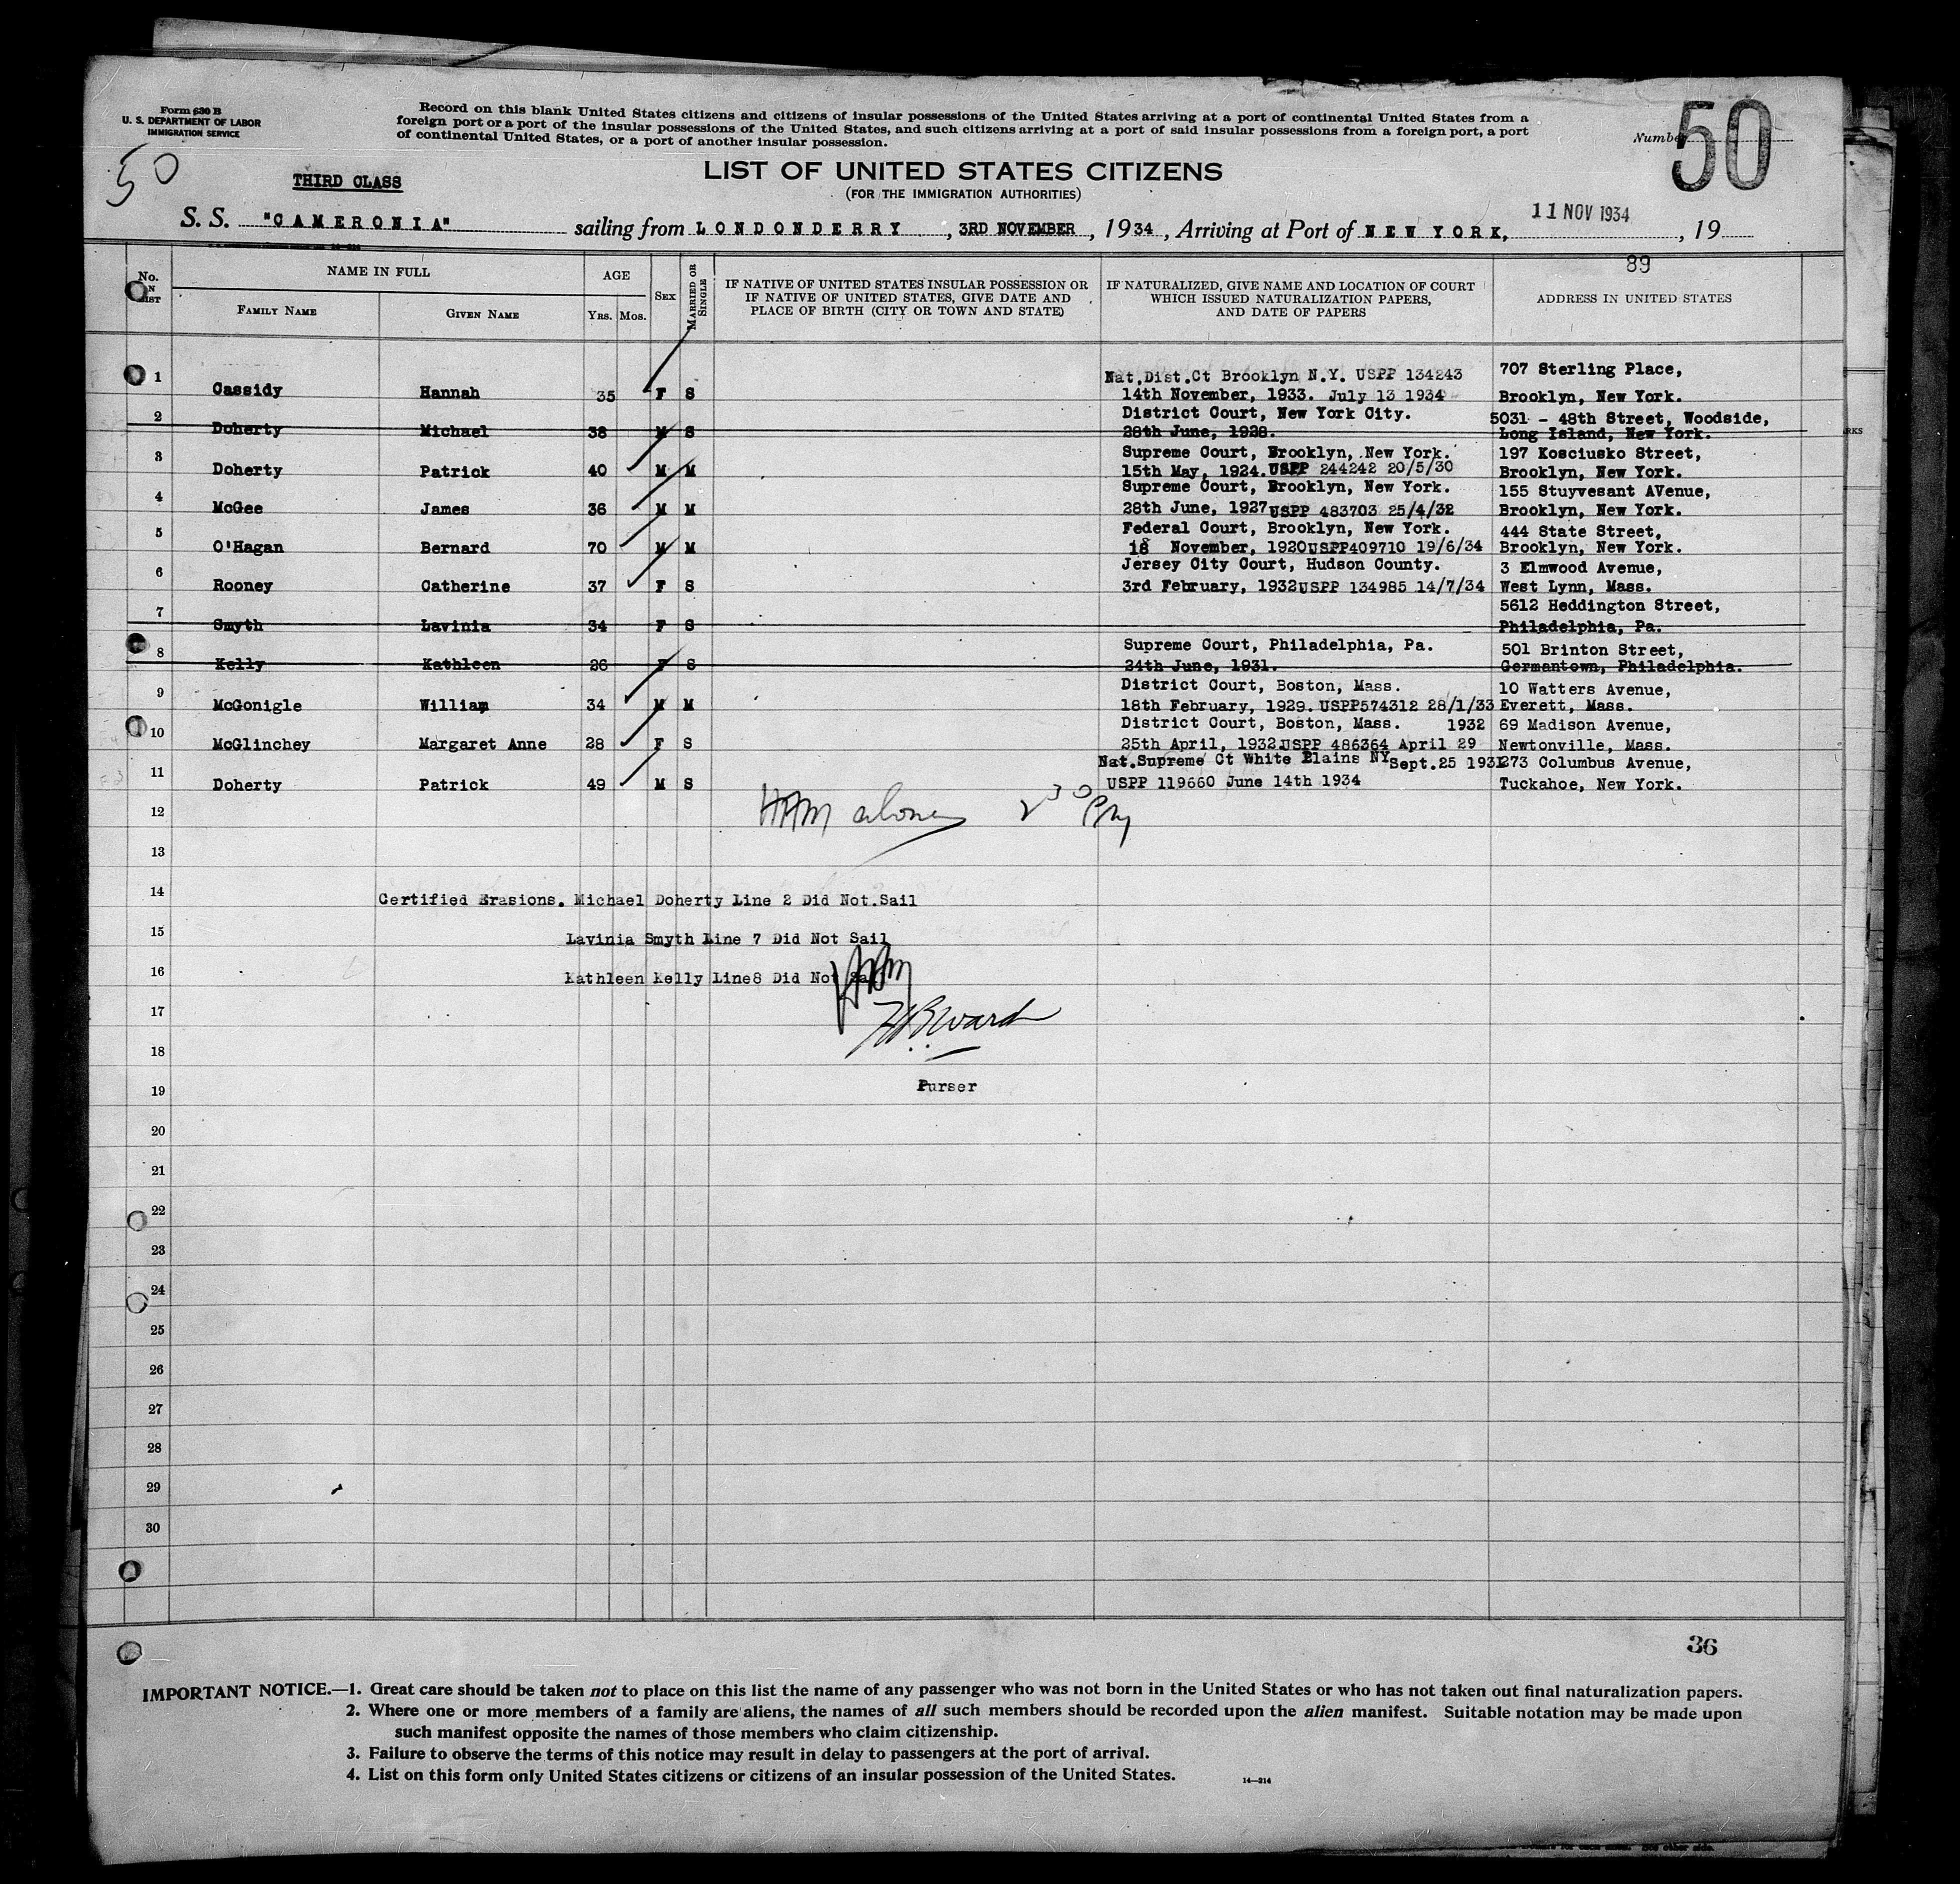 Form 630 B
U. S. DEPARTMENT OF LABOR
IMMIGRATION SERVICE
Record on this blank United States citizens and citizens of insular possessions of the United States arriving at a port of continental United States from a
foreign port or a port of the insular possessions of the United States, and such citizens arriving at a port of said insular possessions from a foreign port, a port
of continental United States, or a port of another insular possession.
Number 50
50
THIRD CLASS
LIST OF UNITED STATES CITIZENS
(FOR THE IMMIGRATION AUTHORITIES)
S. S. "CAMERONIA" sailing from LONDONDERRY, 3RD NOVEMBER, 1934, Arriving at Port of NEW YORK, 11 NOV 1934, 19
89
No. ON LIST NAME IN FULL AGE SEX MARRIED OR SINGLE
FAMILY NAME GIVEN NAME YRS. MOS.
IF NATIVE OF UNITED STATES INSULAR POSSESSION OR
IF NATIVE OF UNITED STATES, GIVE DATE AND
PLACE OF BIRTH (CITY OR TOWN AND STATE)
IF NATURALIZED, GIVE NAME AND LOCATION OF COURT
WHICH ISSUED NATURALIZATION PAPERS,
AND DATE OF PAPERS
ADDRESS IN UNITED STATES
Nat.Dist.Ct Brooklyn N.Y. USPP 134243 707 Sterling Place,
1 Cassidy Hannah 35 F S 14th November, 1933. July 13 1934 Brooklyn, New York.
District Court, New York City. 5031 - 48th Street, Woodside,
2 Doherty Michael 38 M S 28th June, 1928. Long Island, New York.
Supreme Court, Brooklyn, New York. 197 Kosciusko Street,
3 Doherty Patrick 40 M M 15th May, 1924. USPP 244242 20/5/30 Brooklyn, New York.
Supreme Court, Brooklyn, New York. 155 Stuyvesant AVenue,
4 McGee James 36 M M 28th June, 1927 USPP 483703 25/4/32 Brooklyn, New York.
Federal Court, Brooklyn, New York. 444 State Street,
5 O'Hagan Bernard 70 M M 18 November, 1920 USPP409710 19/6/34 Brooklyn, New York.
Jersey City Court, Hudson County. 3 Elmwood Avenue,
6 Rooney Catherine 37 F S 3rd February, 1932 USPP 134985 14/7/34 West Lynn, Mass.
5612 Heddington Street,
7 Smyth Lavinia 34 F S Philadelphia, Pa.
Supreme Court, Philadelphia, Pa. 501 Brinton Street,
8 Kelly Kathleen 26 F S 24th June, 1931. Germantown, Philadelphia.
District Court, Boston, Mass. 10 Watters Avenue,
9 McGonigle William 34 M M 18th February, 1929. USPP574312 28/1/33 Everett, Mass.
District Court, Boston, Mass. 1932 69 Madison Avenue,
10 McGlinchey Margaret Anne 28 F S 25th April, 1932. USPP 486364 April 29 Newtonville, Mass.
Nat.Supreme Ct White Plains NY Sept.25 1931 273 Columbus Avenue,
11 Doherty Patrick 49 M S USPP 119660 June 14th 1934 Tuckahoe, New York.
12 alone 2 30 PM
13
14 Certified Erasions. Michael Doherty Line 2 Did Not.Sail
15 Lavinia Smyth Line 7 Did Not Sail
16 Kathleen Kelly Line8 Did Not Sail
17 Ward
18
19 Purser
20
21
22
23
24
25
26
27
28
29
30
36
IMPORTANT NOTICE.—1. Great care should be taken not to place on this list the name of any passenger who was not born in the United States or who has not taken out final naturalization papers.
2. Where one or more members of a family are aliens, the names of all such members should be recorded upon the alien manifest. Suitable notation may be made upon
such manifest opposite the names of those members who claim citizenship.
3. Failure to observe the terms of this notice may result in delay to passengers at the port of arrival.
4. List on this form only United States citizens or citizens of an insular possession of the United States.
14—214